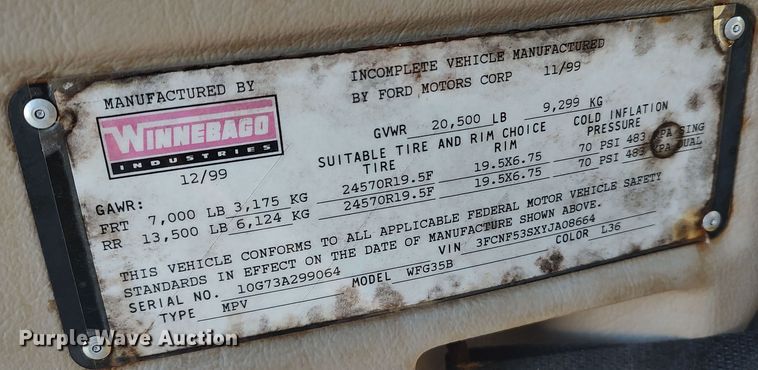 MANUFACTURED BY
WINNEBAGO
INDUSTRIES
12/99
INCOMPLETE VEHICLE MANUFACTURED
BY FORD MOTORS CORP 11/99
GVWR 20,500 LB 9,299 KG
SUITABLE TIRE AND RIM CHOICE
TIRE RIM
COLD INFLATION
PRESSURE
GAWR:
FRT 7,000 LB 3,175 KG 24570R19.5F 19.5X6.75 70 PSI 483 KPA SING
RR 13,500 LB 6,124 KG 24570R19.5F 19.5X6.75 70 PSI 483 KPA DUAL
THIS VEHICLE CONFORMS TO ALL APPLICABLE FEDERAL MOTOR VEHICLE SAFETY
STANDARDS IN EFFECT ON THE DATE OF MANUFACTURE SHOWN ABOVE.
SERIAL NO. 10G73A299064 VIN 3FCNF53SXYJA08664
TYPE MPV MODEL WFG35B COLOR L36
Purple Wave Auction